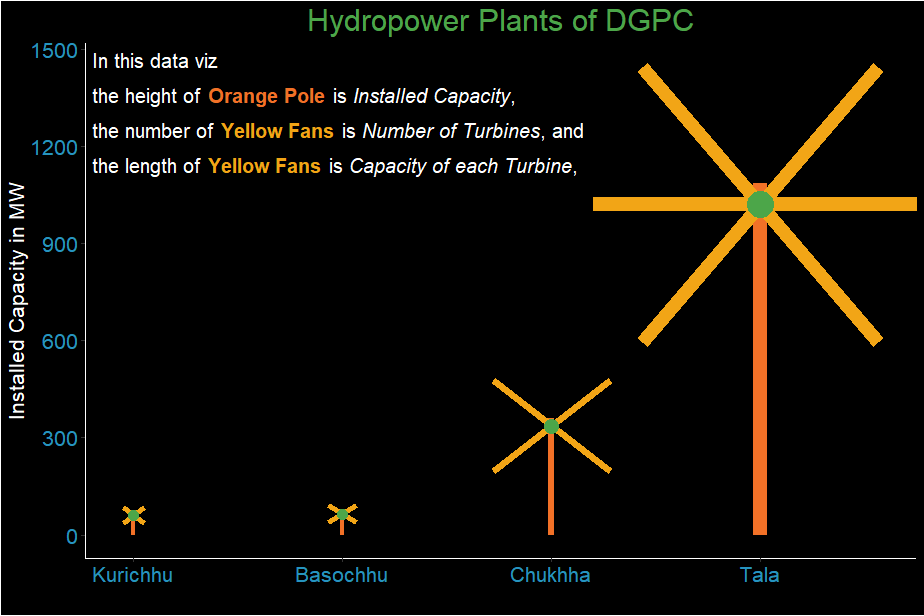 Hydropower Plants of DGPC
In this data viz
the height of Orange Pole is Installed Capacity,
the number of Yellow Fans is Number of Turbines, and
the length of Yellow Fans is Capacity of each Turbine,
Installed Capacity in MW
1500
1200
900
600
300
0
Kurichhu Basochhu Chukhha Tala